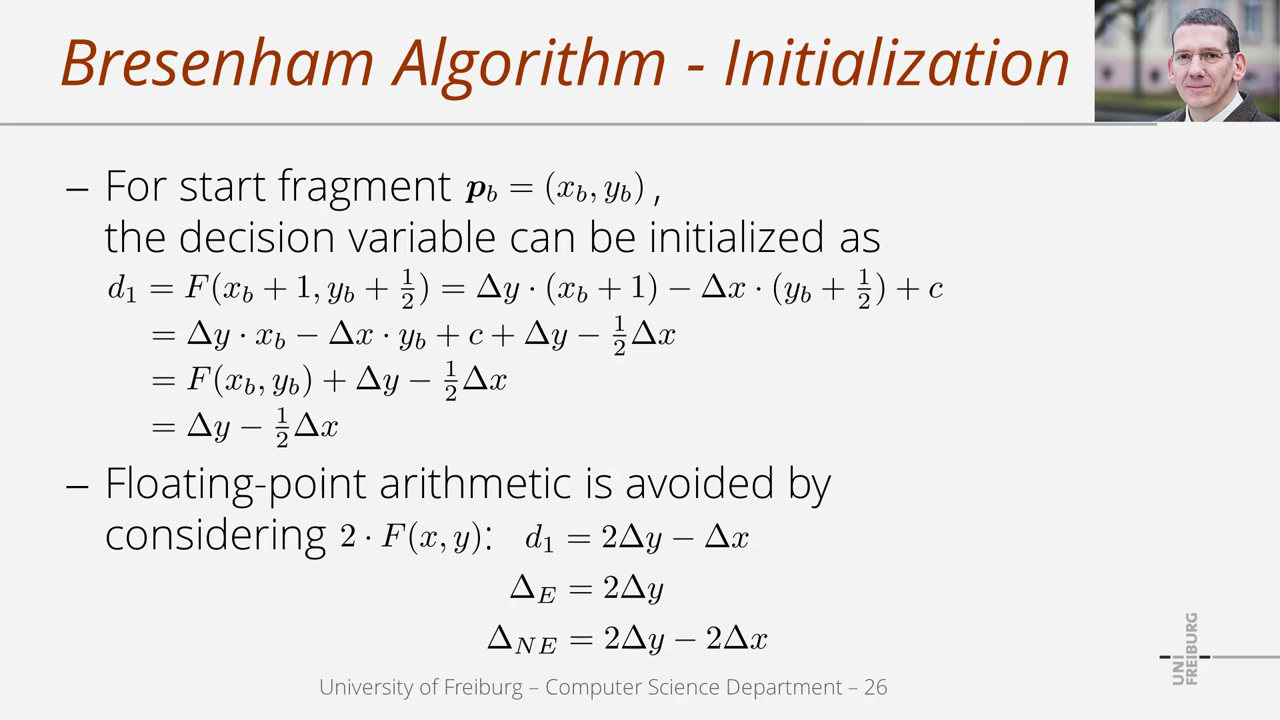 Bresenham Algorithm - Initialization
– For start fragment 𝒑_b = (x_b, y_b) ,
the decision variable can be initialized as
d₁ = F(x_b + 1, y_b + 1/2) = Δy · (x_b + 1) − Δx · (y_b + 1/2) + c
= Δy · x_b − Δx · y_b + c + Δy − 1/2 Δx
= F(x_b, y_b) + Δy − 1/2 Δx
= Δy − 1/2 Δx
– Floating-point arithmetic is avoided by
considering 2 · F(x, y): d₁ = 2Δy − Δx
Δ_E = 2Δy
Δ_NE = 2Δy − 2Δx
UNI
FREIBURG
University of Freiburg – Computer Science Department – 26